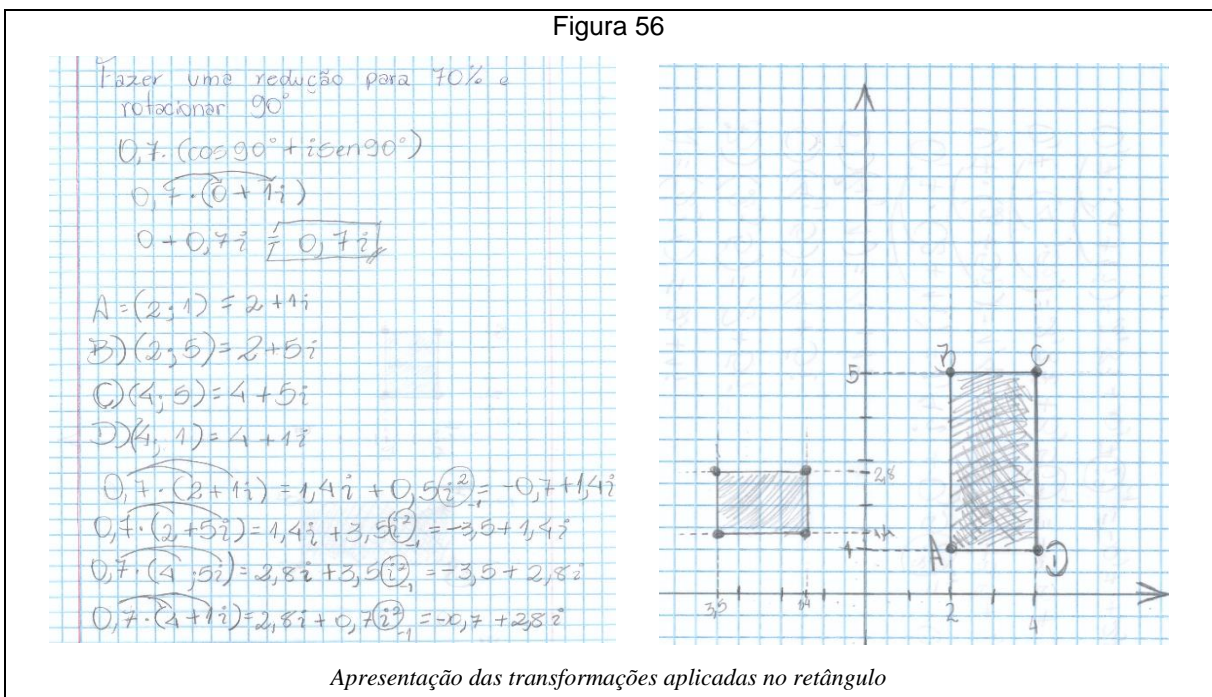 Figura 56
Fazer uma redução para 70% e
rotacionar 90°
0,7.(cos90°+isen90°)
0,7.(0+1i)
0+0,7i = 0,7i
A=(2;1)=2+1i
B)(2;5)=2+5i
C)(4;5)=4+5i
D)(4,1)=4+1i
0,7.(2+1i)=1,4i+0,5i²=-0,7+1,4i
-1
0,7.(2+5i)=1,4i+3,5i²=-3,5+1,4i
-1
0,7.(4;5i)=2,8i+3,5i²=-3,5+2,8i
-1
0,7.(4+1i)=2,8i+0,7i²=-0,7+2,8i
-1
B C
5
2,8
1
A D
3,5
2 4
Apresentação das transformações aplicadas no retângulo